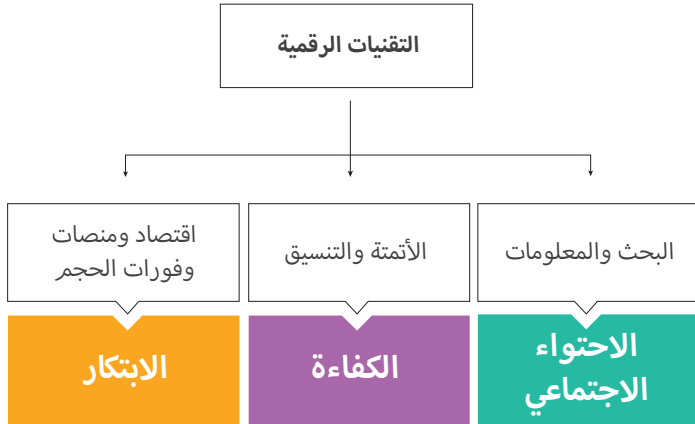 التقنيات الرقمية
البحث والمعلومات
الأتمتة والتنسيق
اقتصاد ومنصات
وفورات الحجم
الاحتواء
الاجتماعي
الكفاءة
الابتكار